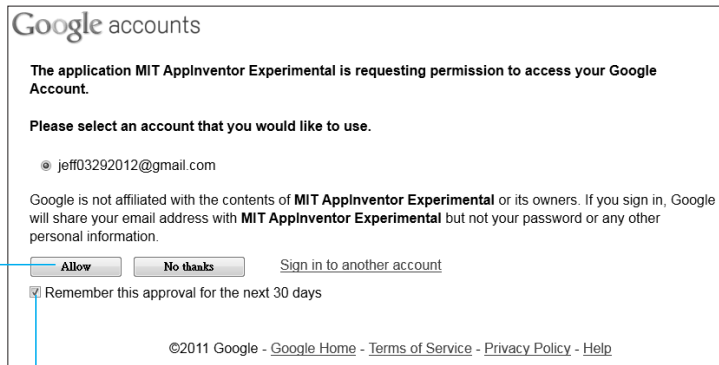 Google accounts
The application MIT AppInventor Experimental is requesting permission to access your Google
Account.
Please select an account that you would like to use.
jeff03292012@gmail.com
Google is not affiliated with the contents of MIT AppInventor Experimental or its owners. If you sign in, Google
will share your email address with MIT AppInventor Experimental but not your password or any other
personal information.
Allow No thanks Sign in to another account
Remember this approval for the next 30 days
©2011 Google - Google Home - Terms of Service - Privacy Policy - Help